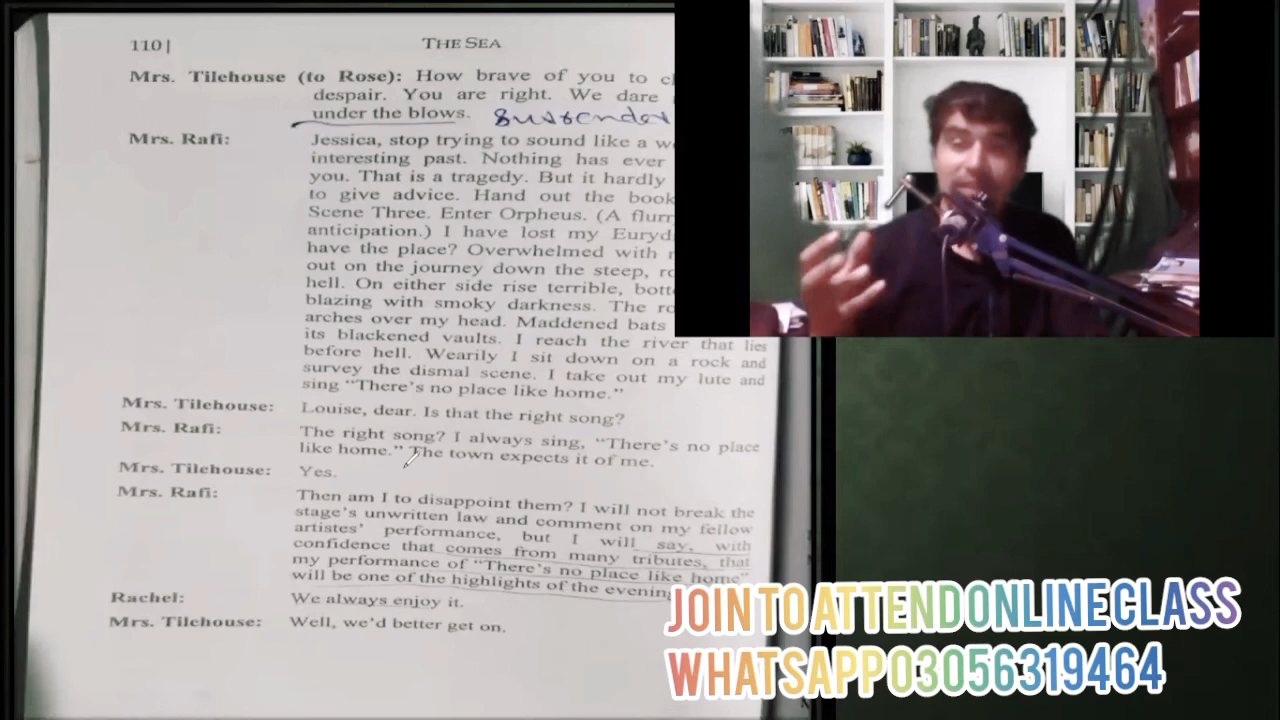 110| THE SEA
Mrs. Tilehouse (to Rose): How brave of you to
despair. You are right. We dare
under the blows. Surrender
Mrs. Rafi: Jessica, stop trying to sound like a
interesting past. Nothing has ever
you. That is a tragedy. But it hardly
to give advice. Hand out the
Scene Three. Enter Orpheus. (A
anticipation.) I have lost my
have the place? Overwhelmed with
out on the journey down the steep,
hell. On either side rise terrible,
blazing with smoky darkness. The
arches over my head. Maddened bats
its blackened vaults. I reach the river that lies
before hell. Wearily I sit down on a rock and
survey the dismal scene. I take out my lute and
sing “There’s no place like home.”
Mrs. Tilehouse: Louise, dear. Is that the right song?
Mrs. Rafi: The right song? I always sing, “There’s no place
like home.” The town expects it of me.
Mrs. Tilehouse: Yes.
Mrs. Rafi: Then am I to disappoint them? I will not break the
stage’s unwritten law and comment on my fellow
artistes’ performance, but I will say, with
confidence that comes from many tributes, that
my performance of “There’s no place like home”
will be one of the highlights of the evening
Rachel: We always enjoy it.
Mrs. Tilehouse: Well, we’d better get on.
JOIN TO ATTEND ONLINE CLASS
WHATSAPP 03056319464